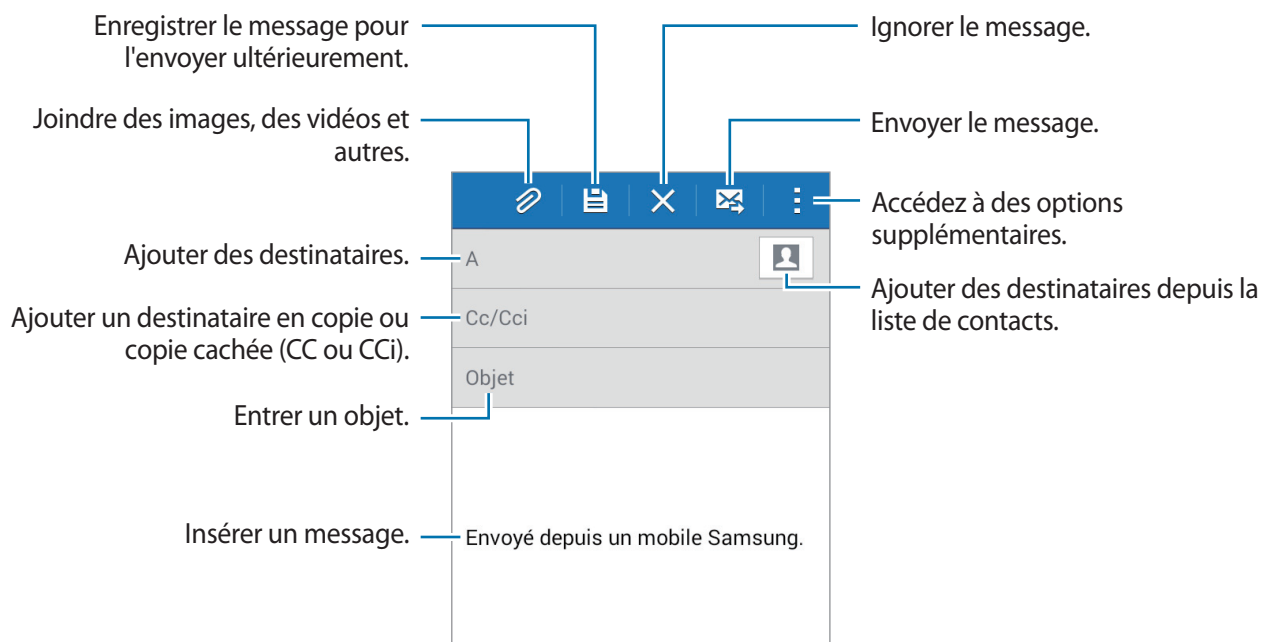 Enregistrer le message pour
l'envoyer ultérieurement.
Ignorer le message.
Joindre des images, des vidéos et
autres.
Envoyer le message.
Accédez à des options
supplémentaires.
Ajouter des destinataires.
A
Ajouter des destinataires depuis la
liste de contacts.
Ajouter un destinataire en copie ou
copie cachée (CC ou CCi).
Cc/Cci
Objet
Entrer un objet.
Insérer un message.
Envoyé depuis un mobile Samsung.